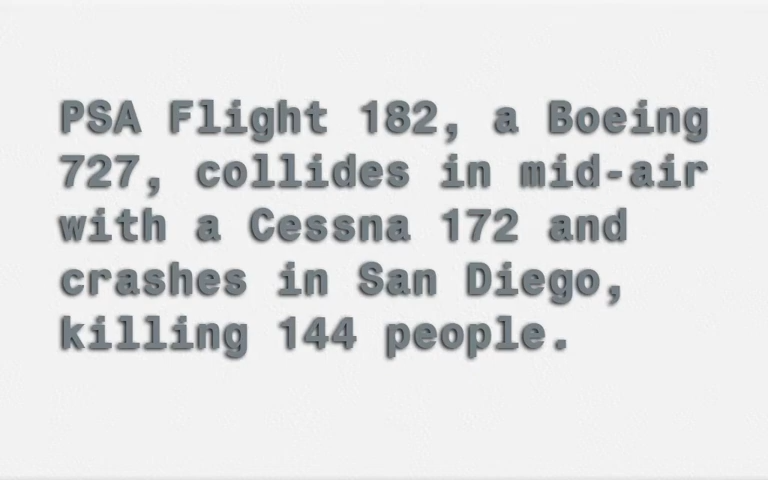 PSA Flight 182, a Boeing
727, collides in mid-air
with a Cessna 172 and
crashes in San Diego,
killing 144 people.